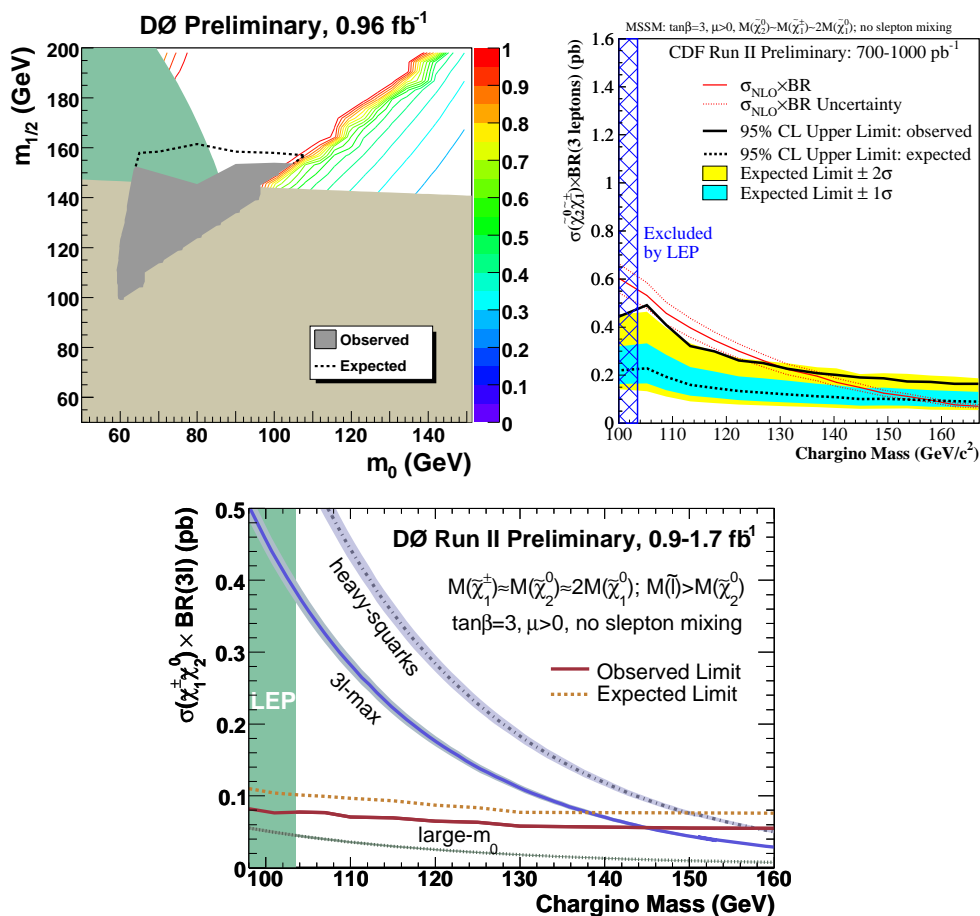 DØ Preliminary, 0.96 fb⁻¹
m₁/₂ (GeV)
200
180
160
140
120
100
80
60
60
80
100
120
140
m₀ (GeV)
Observed
Expected
1
0.9
0.8
0.7
0.6
0.5
0.4
0.3
0.2
0.1
0
MSSM: tanβ=3, μ>0, M(χ̃⁰₂)~M(χ̃±₁)~2M(χ̃⁰₁); no slepton mixing
CDF Run II Preliminary: 700-1000 pb⁻¹
σ(χ̃⁰₂χ̃±₁)×BR(3 leptons) (pb)
1.6
1.4
1.2
1
0.8
0.6
0.4
0.2
0
σNLO×BR
σNLO×BR Uncertainty
95% CL Upper Limit: observed
95% CL Upper Limit: expected
Expected Limit ± 2σ
Expected Limit ± 1σ
Excluded
by LEP
100
110
120
130
140
150
160
Chargino Mass (GeV/c²)
DØ Run II Preliminary, 0.9-1.7 fb⁻¹
σ(χ̃±₁χ̃⁰₂) × BR(3l) (pb)
0.5
0.4
0.3
0.2
0.1
0
M(χ̃±₁)≈M(χ̃⁰₂)≈2M(χ̃⁰₁); M(l̃)>M(χ̃⁰₂)
tanβ=3, μ>0, no slepton mixing
Observed Limit
Expected Limit
LEP
heavy-squarks
3l-max
large-m₀
100
110
120
130
140
150
160
Chargino Mass (GeV)